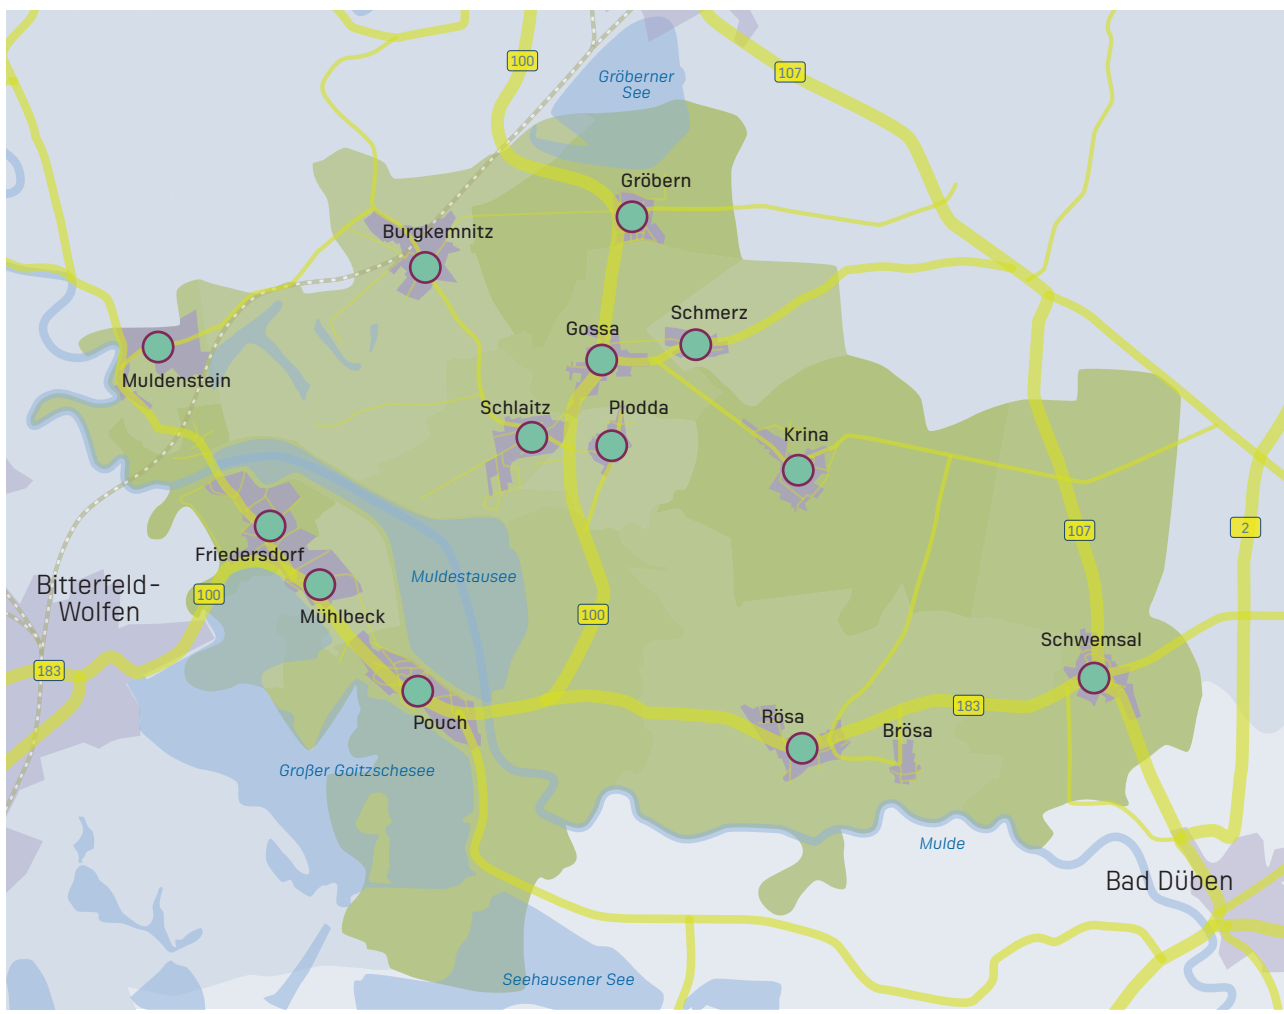 100
107
Gröberner
See
Gröbern
Burgkemnitz
Schmerz
Gossa
Muldenstein
Schlaitz
Plodda
Krina
107
2
Friedersdorf
Muldestausee
Bitterfeld-
Wolfen
100
Mühlbeck
100
183
Schwemsal
Pouch
Rösa
183
Brösa
Großer Goitzschesee
Mulde
Bad Düben
Seehausener See